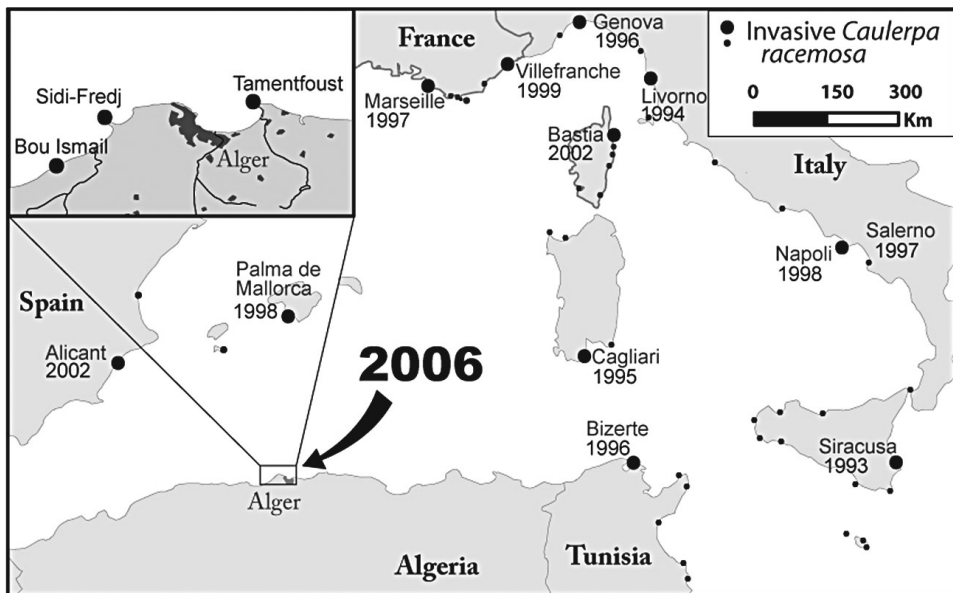 Invasive Caulerpa
racemosa
0 150 300
Km
Tamentfoust
Sidi-Fredj
Bou Ismail
Alger
France
Genova
1996
Villefranche
1999
Marseille
1997
Livorno
1994
Bastia
2002
Italy
Salerno
1997
Napoli
1998
Palma de
Mallorca
1998
Spain
Alicant
2002
2006
Cagliari
1995
Bizerte
1996
Siracusa
1993
Alger
Algeria
Tunisia